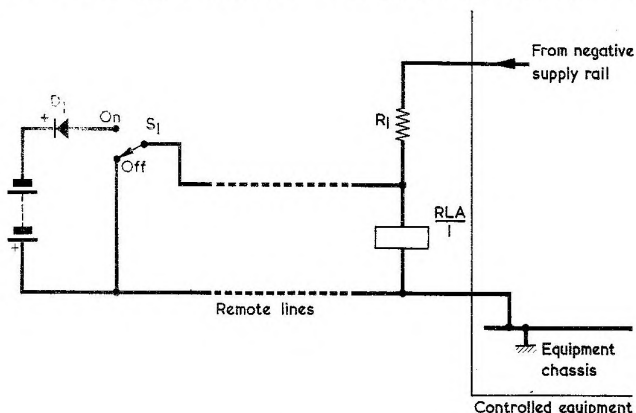 From negative
supply rail
+
D1
On
S1
Off
R1
RLA
1
+
Remote lines
Equipment
chassis
Controlled equipment